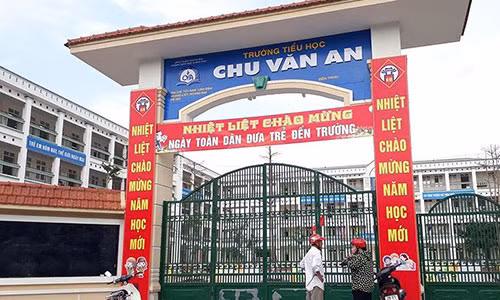 TRƯỜNG TIỂU HỌC
CHU VĂN AN
NHIỆT LIỆT CHÀO MỪNG
NGÀY TOÀN DÂN ĐƯA TRẺ ĐẾN TRƯỜNG
NHIỆT
LIỆT
CHÀO
MỪNG
NĂM
HỌC
MỚI
NHIỆT
LIỆT
CHÀO
MỪNG
NĂM
HỌC
MỚI